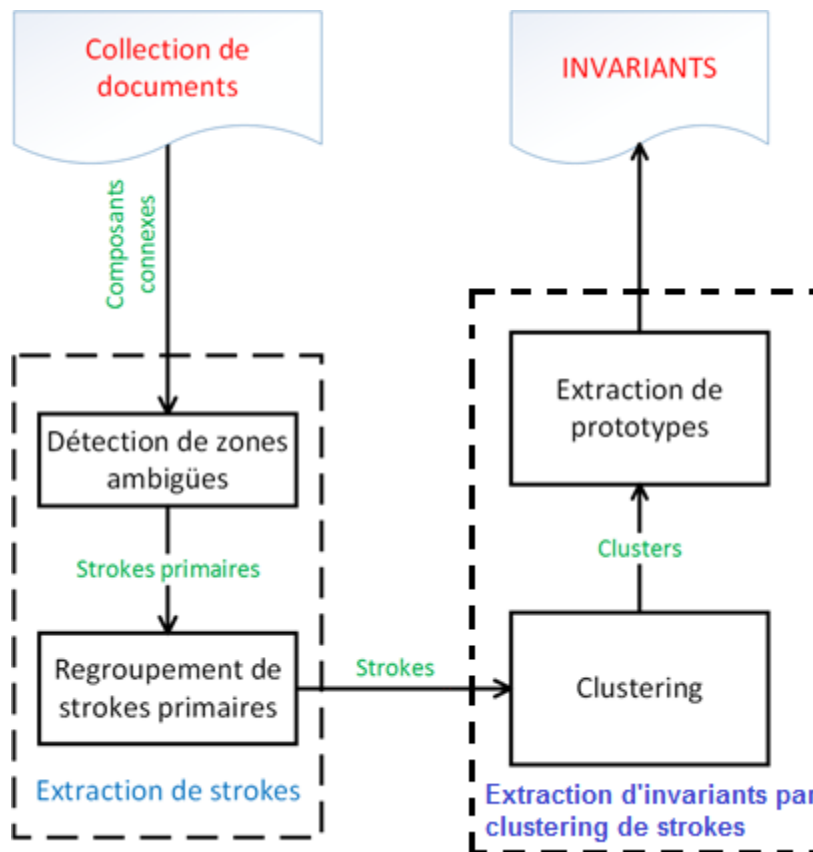 Collection de
documents
Composants
connexes
Détection de zones
ambigües
Strokes primaires
Regroupement de
strokes primaires
Extraction de strokes
Strokes
INVARIANTS
Extraction de
prototypes
Clusters
Clustering
Extraction d'invariants par
clustering de strokes